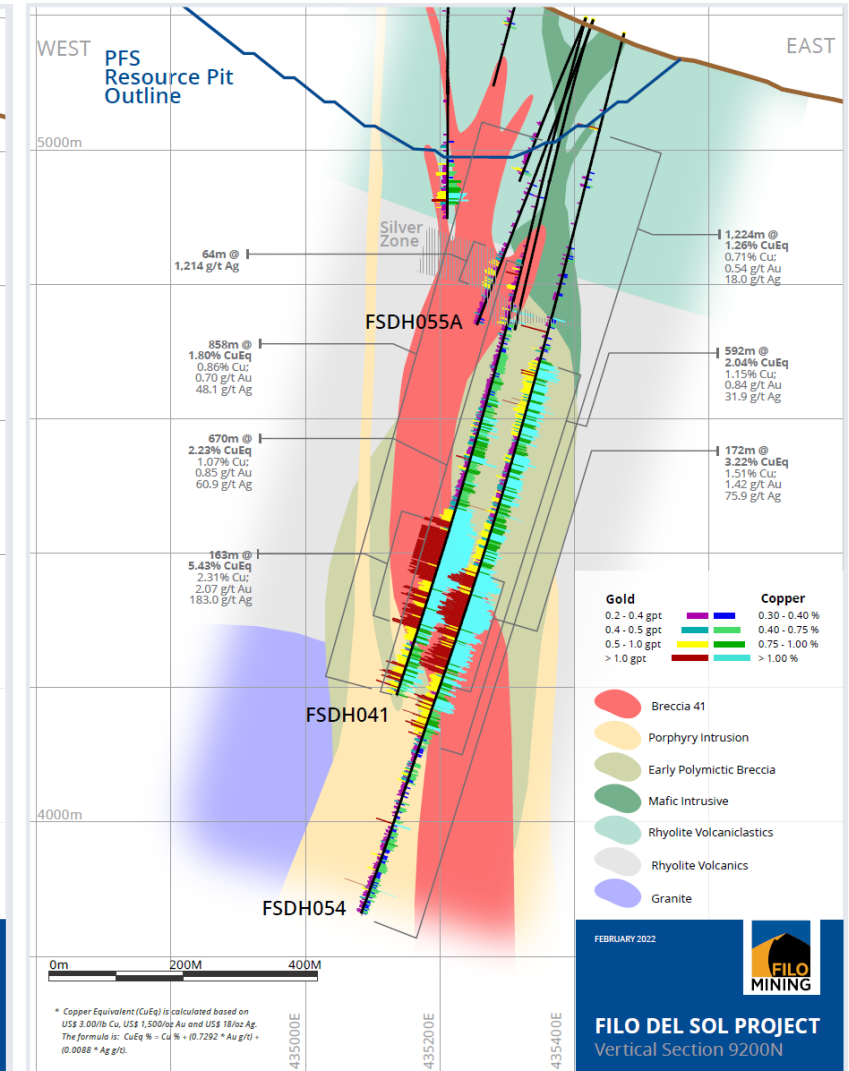 WEST
EAST
PFS
Resource Pit
Outline
5000m
Silver
Zone
64m @
1,214 g/t Ag
1,224m @
1.26% CuEq
0.71% Cu;
0.54 g/t Au
18.0 g/t Ag
FSDH055A
858m @
1.80% CuEq
0.86% Cu;
0.70 g/t Au
48.1 g/t Ag
592m @
2.04% CuEq
1.15% Cu;
0.84 g/t Au
31.9 g/t Ag
670m @
2.23% CuEq
1.07% Cu;
0.85 g/t Au
60.9 g/t Ag
172m @
3.22% CuEq
1.51% Cu;
1.42 g/t Au
75.9 g/t Ag
163m @
5.43% CuEq
2.31% Cu;
2.07 g/t Au
183.0 g/t Ag
Gold Copper
0.2 - 0.4 gpt 0.30 - 0.40 %
0.4 - 0.5 gpt 0.40 - 0.75 %
0.5 - 1.0 gpt 0.75 - 1.00 %
> 1.0 gpt > 1.00 %
FSDH041
Breccia 41
Porphyry Intrusion
Early Polymictic Breccia
Mafic Intrusive
Rhyolite Volcaniclastics
Rhyolite Volcanics
Granite
4000m
FSDH054
0m 200M 400M
* Copper Equivalent (CuEq) is calculated based on
US$ 3.00/lb Cu, US$ 1,500/oz Au and US$ 18/oz Ag.
The formula is: CuEq % = Cu % + (0.7292 * Au g/t) +
(0.0088 * Ag g/t).
435000E
435200E
435400E
FEBRUARY 2022
FILO
MINING
FILO DEL SOL PROJECT
Vertical Section 9200N